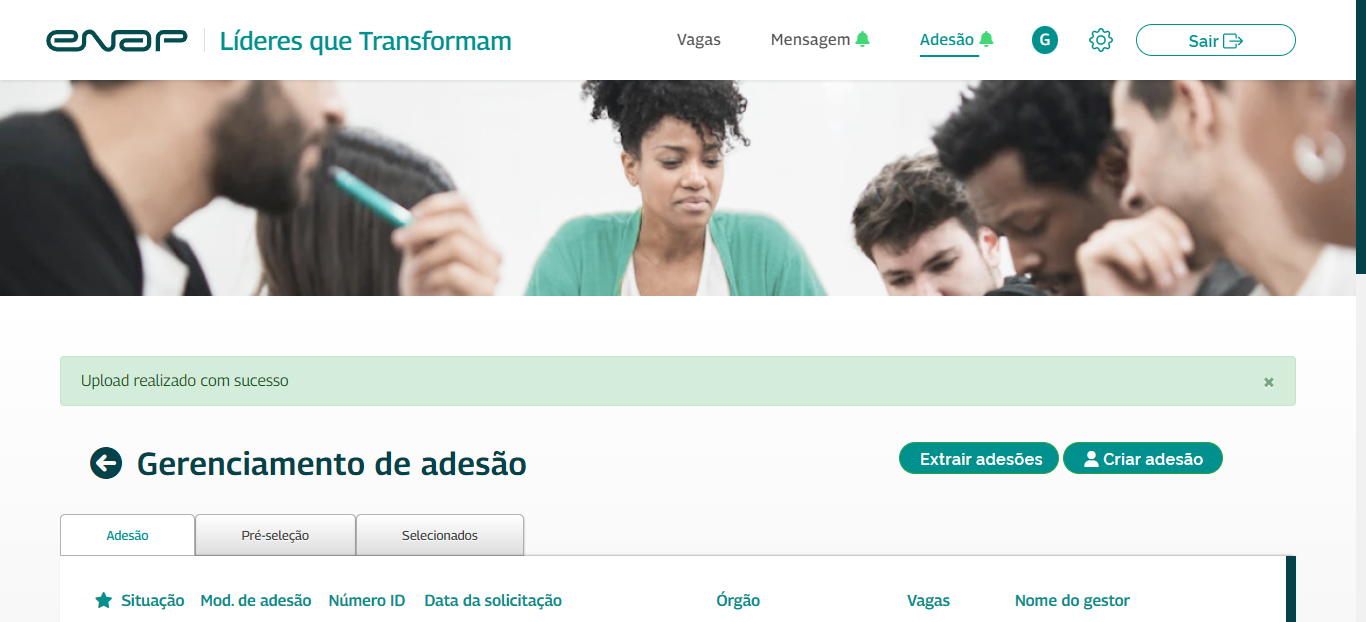 enap
Líderes que Transformam
Vagas
Mensagem
Adesão
G
Sair
Upload realizado com sucesso
×
Gerenciamento de adesão
Extrair adesões
Criar adesão
Adesão
Pré-seleção
Selecionados
Situação Mod. de adesão Número ID Data da solicitação Órgão Vagas Nome do gestor